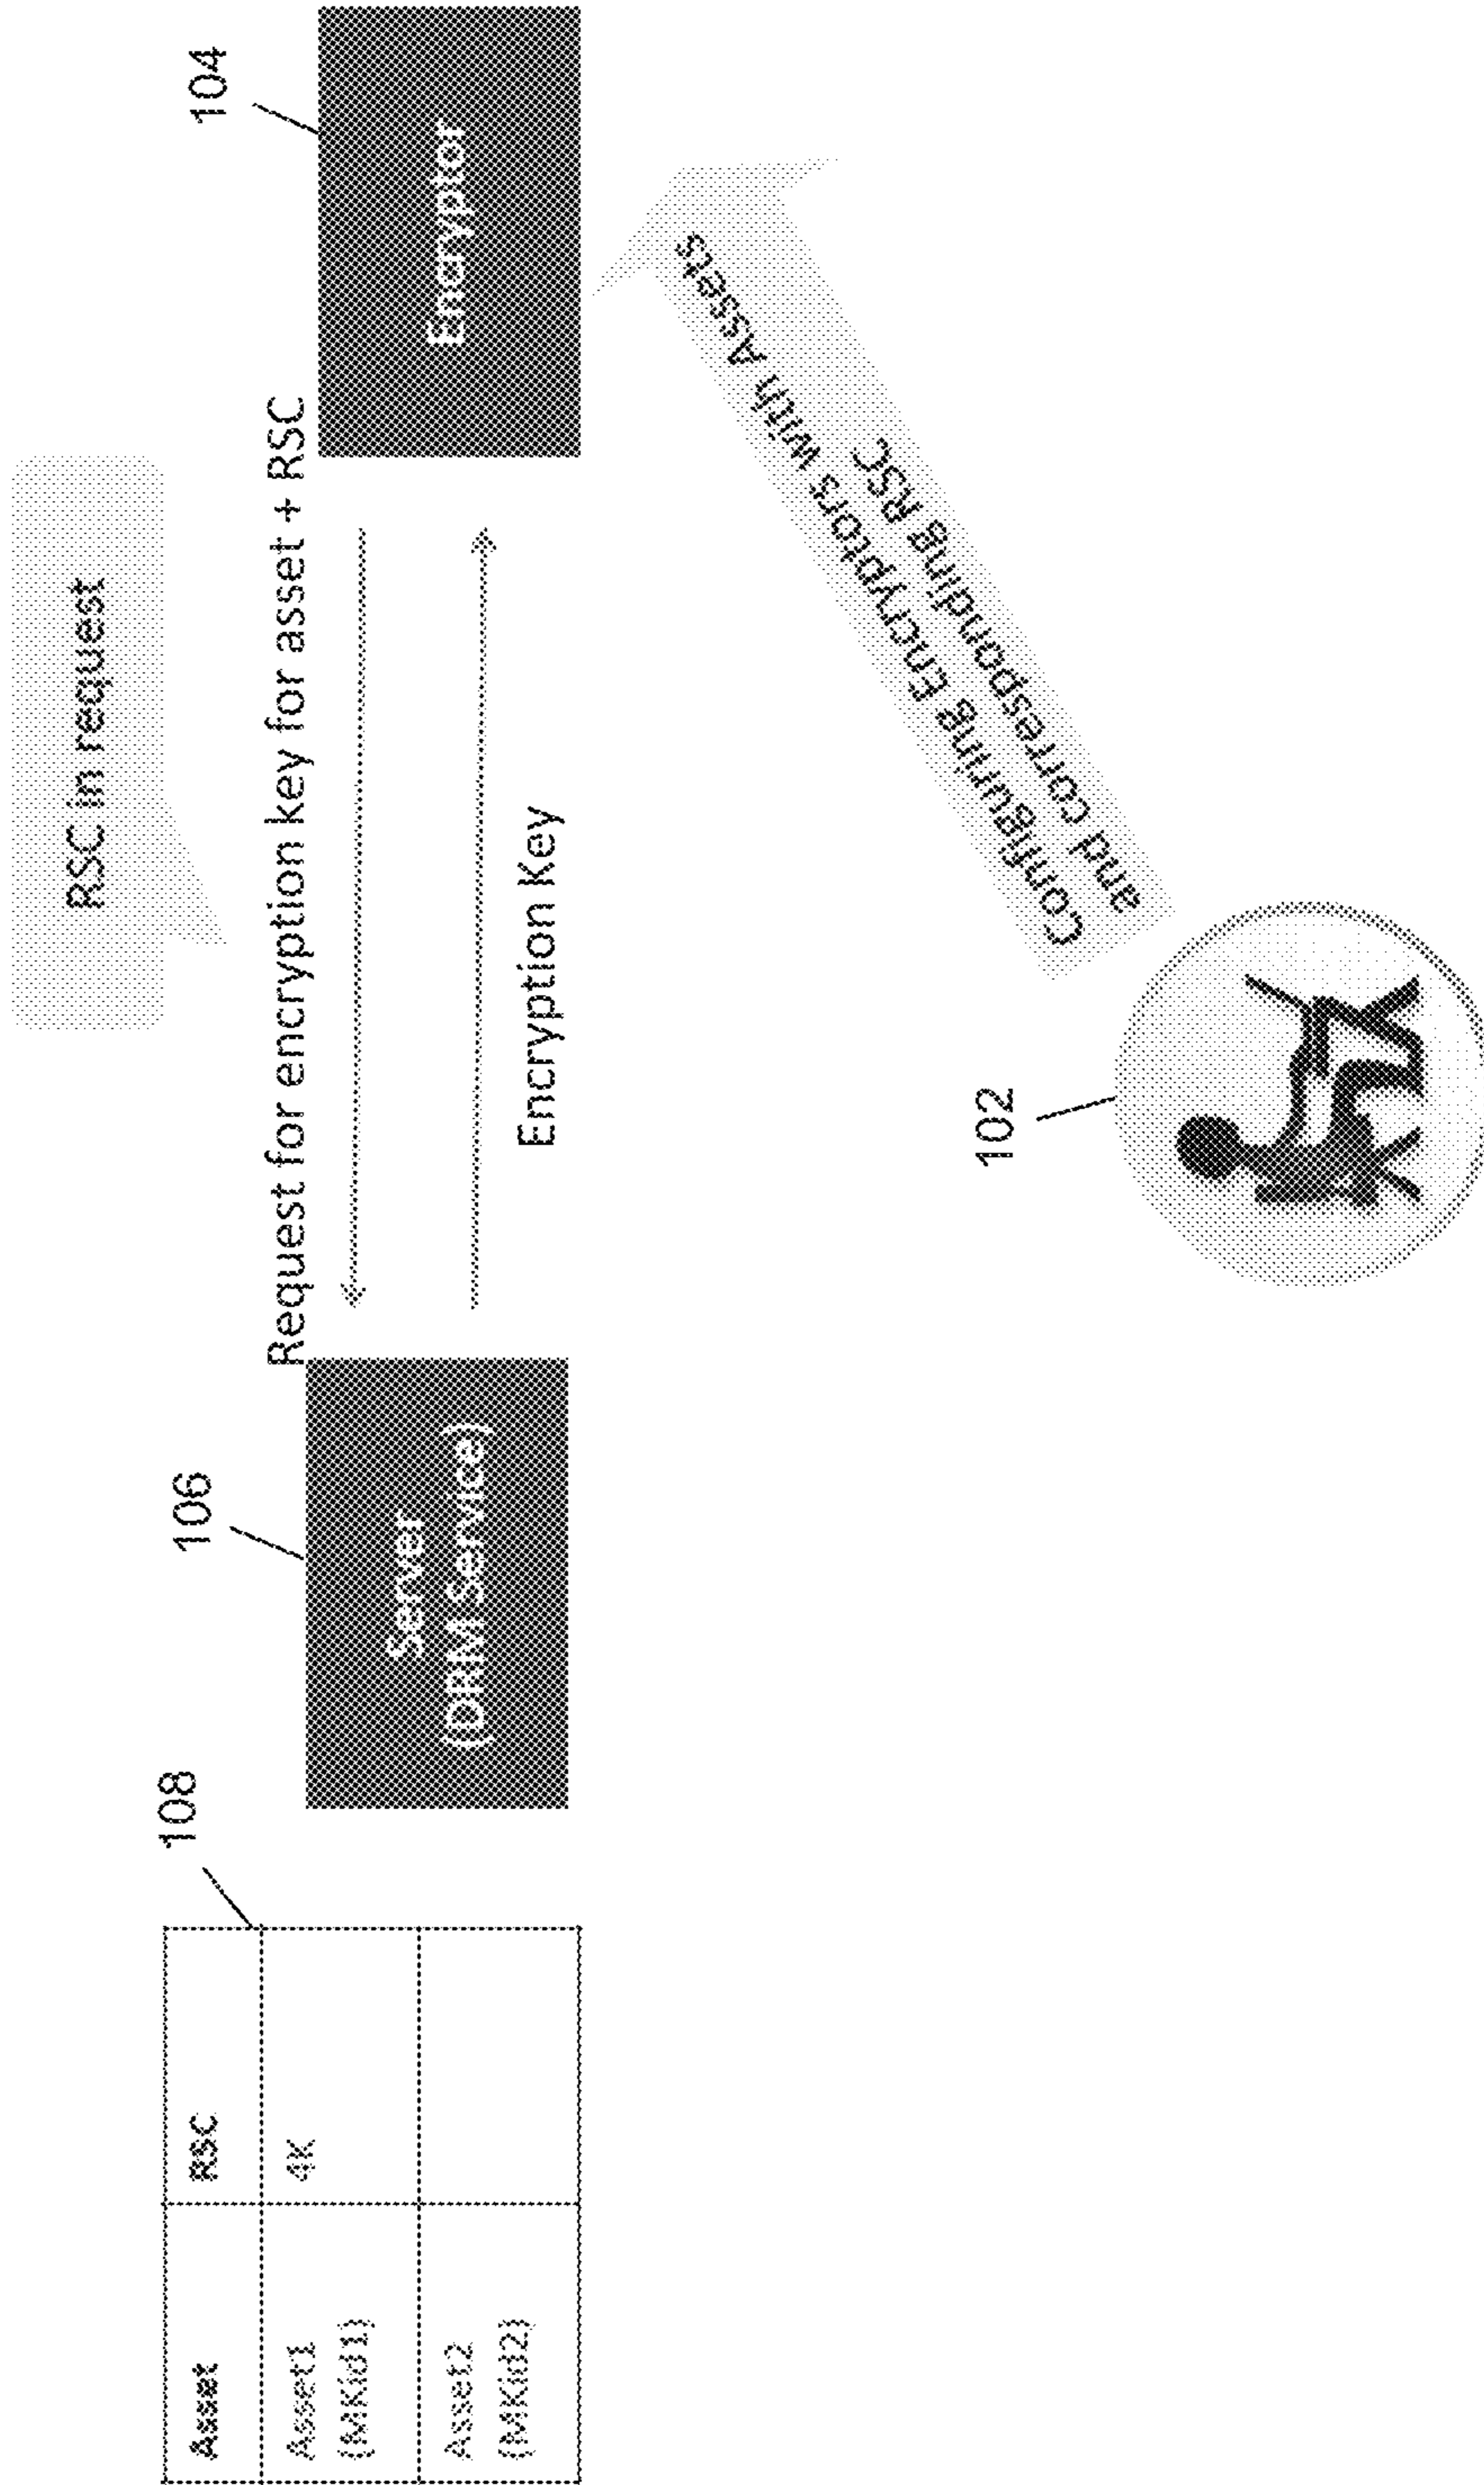 RSC in request
104
Request for encryption key for asset + RSC
Encryptor
106
Server
(DRM Service)
Encryption Key
108
Asset RSC
Asset1 4K
(MKid1)
Asset2
(MKid2)
Configuring Encryptors with Assets
and corresponding RSC
102